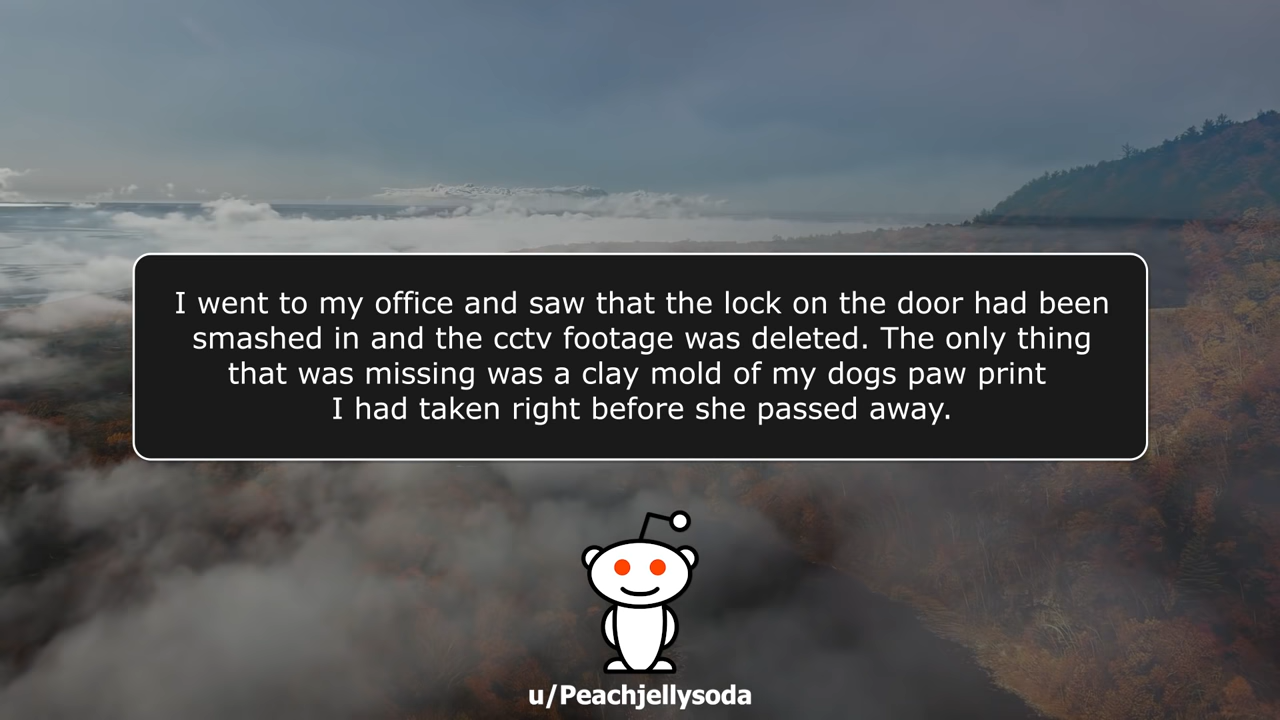 I went to my office and saw that the lock on the door had been
smashed in and the cctv footage was deleted. The only thing
that was missing was a clay mold of my dogs paw print
I had taken right before she passed away.
u/Peachjellysoda